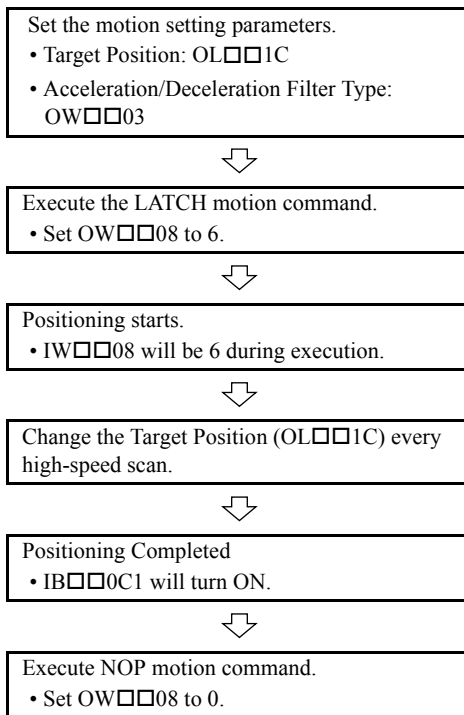 Set the motion setting parameters.
• Target Position: OL□□1C
• Acceleration/Deceleration Filter Type:
OW□□03
Execute the LATCH motion command.
• Set OW□□08 to 6.
Positioning starts.
• IW□□08 will be 6 during execution.
Change the Target Position (OL□□1C) every
high-speed scan.
Positioning Completed
• IB□□0C1 will turn ON.
Execute NOP motion command.
• Set OW□□08 to 0.